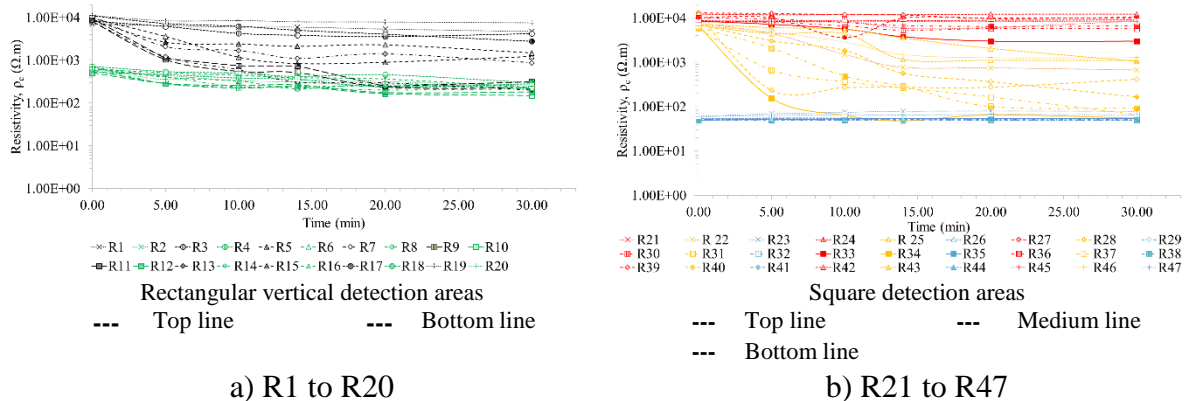 1.00E+04
1.00E+03
1.00E+02
1.00E+01
1.00E+00
Resistivity, ρc (Ω.m)
0.00 5.00 10.00 15.00 20.00 25.00 30.00
Time (min)
R1 R2 R3 R4 R5 R6 R7 R8 R9 R10
R11 R12 R13 R14 R15 R16 R17 R18 R19 R20
Rectangular vertical detection areas
Top line Bottom line
a) R1 to R20
1.00E+04
1.00E+03
1.00E+02
1.00E+01
1.00E+00
Resistivity, ρc (Ω.m)
0.00 5.00 10.00 15.00 20.00 25.00 30.00
Time (min)
R21 R 22 R23 R24 R 25 R26 R27 R28 R29
R30 R31 R32 R33 R34 R35 R36 R37 R38
R39 R40 R41 R42 R43 R44 R45 R46 R47
Square detection areas
Top line Medium line
Bottom line
b) R21 to R47